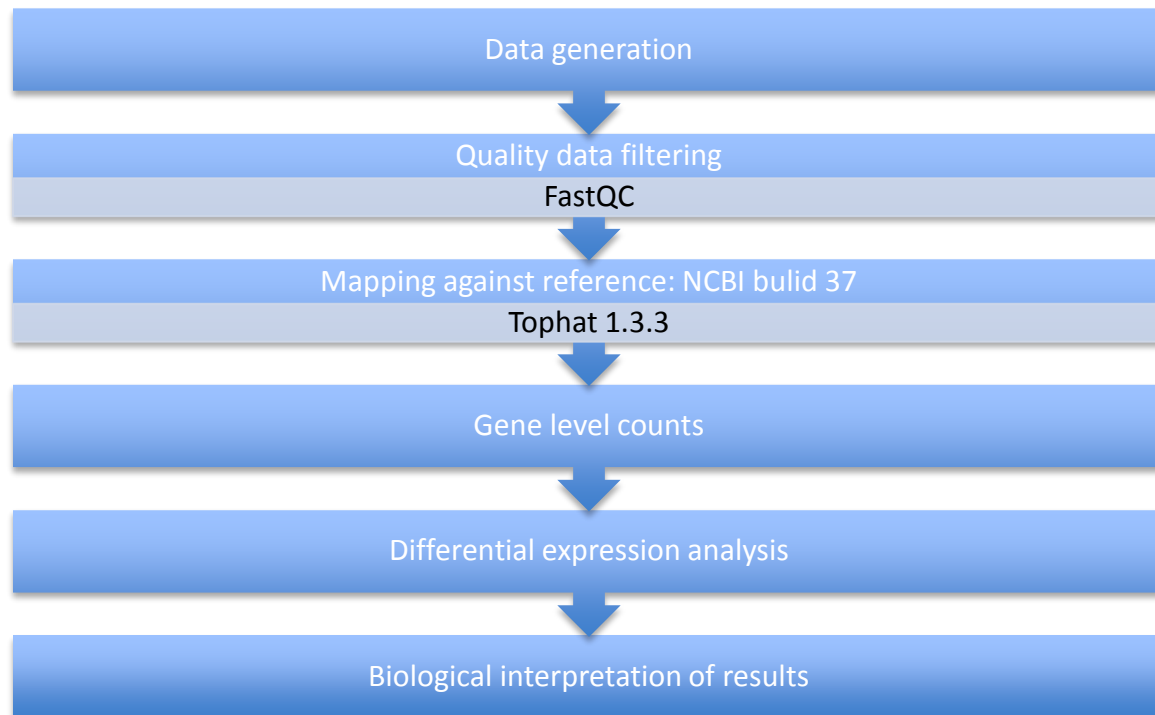 Data generation
Quality data filtering
FastQC
Mapping against reference: NCBI bulid 37
Tophat 1.3.3
Gene level counts
Differential expression analysis
Biological interpretation of results